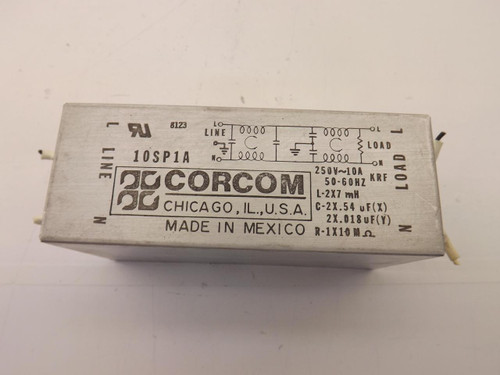 L
LINE
N
8123
10SP1A
CORCOM
CHICAGO, IL., U.S.A.
MADE IN MEXICO
L
LINE
N
L
LOAD
N
250V~10A
50-60HZ KRF
L-2X7 mH
C-2X.54 uF(X)
2X.018uF(Y)
R-1X10MΩ
L
LOAD
N